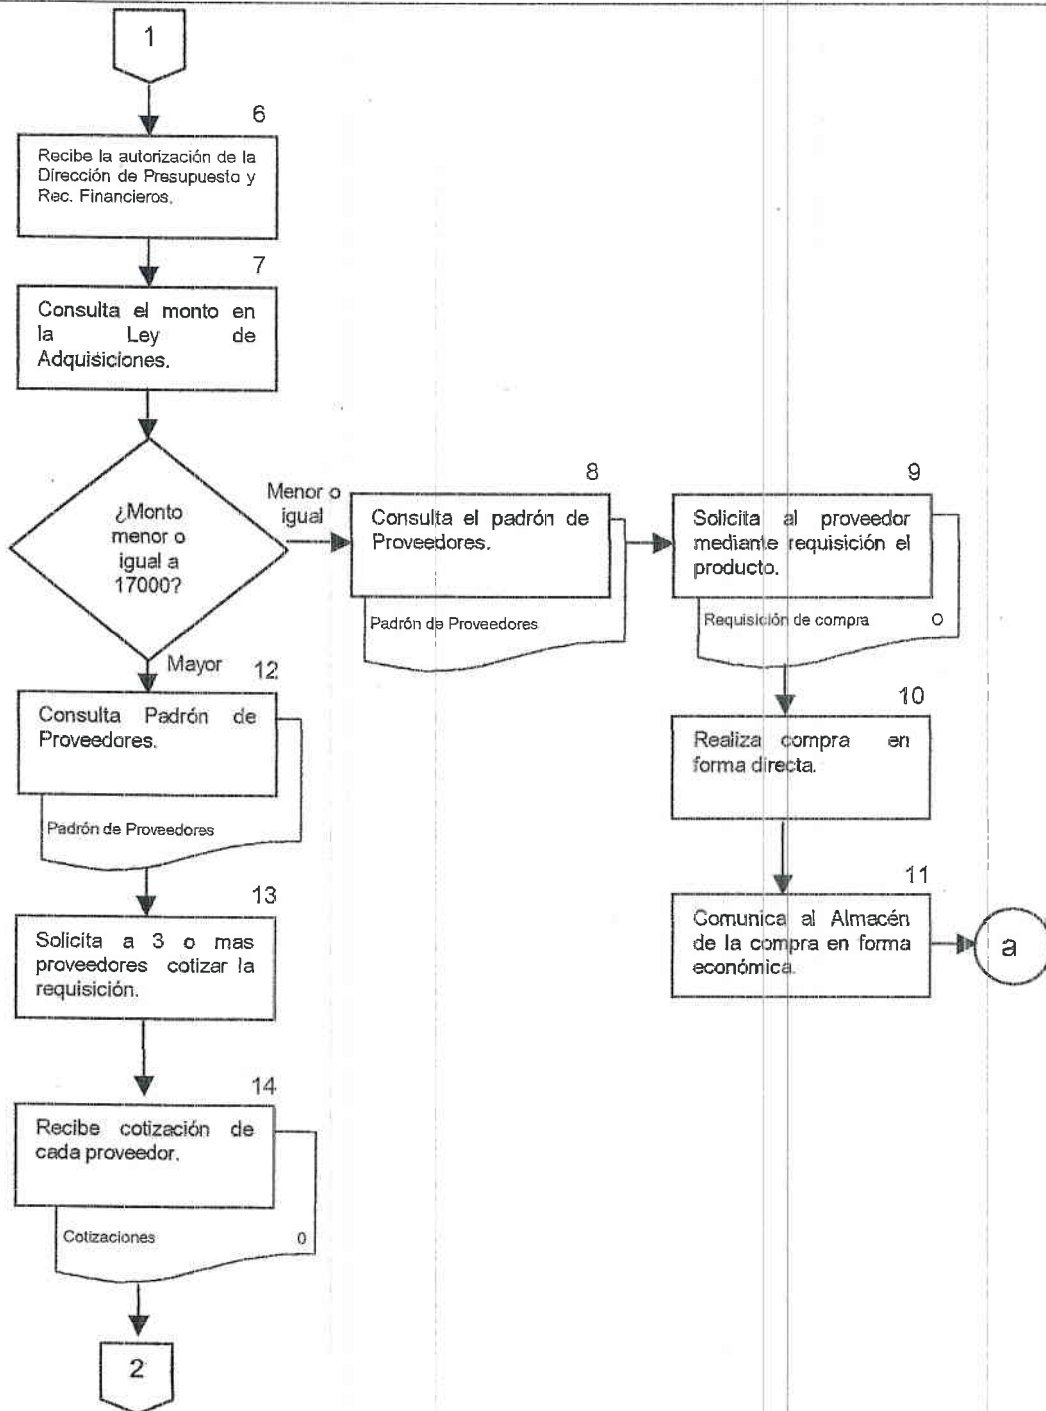 1
6
Recibe la autorización de la
Dirección de Presupuesto y
Rec. Financieros.
7
Consulta el monto en
la Ley de
Adquisiciones.
¿Monto
menor o
igual a
17000?
Menor o
igual
8
Consulta el padrón de
Proveedores.
Padrón de Proveedores
9
Solicita al proveedor
mediante requisición el
producto.
Requisición de compra O
10
Realiza compra en
forma directa.
11
Comunica al Almacén
de la compra en forma
económica.
a
Mayor
12
Consulta Padrón de
Proveedores.
Padrón de Proveedores
13
Solicita a 3 o mas
proveedores cotizar la
requisición.
14
Recibe cotización de
cada proveedor.
Cotizaciones 0
2